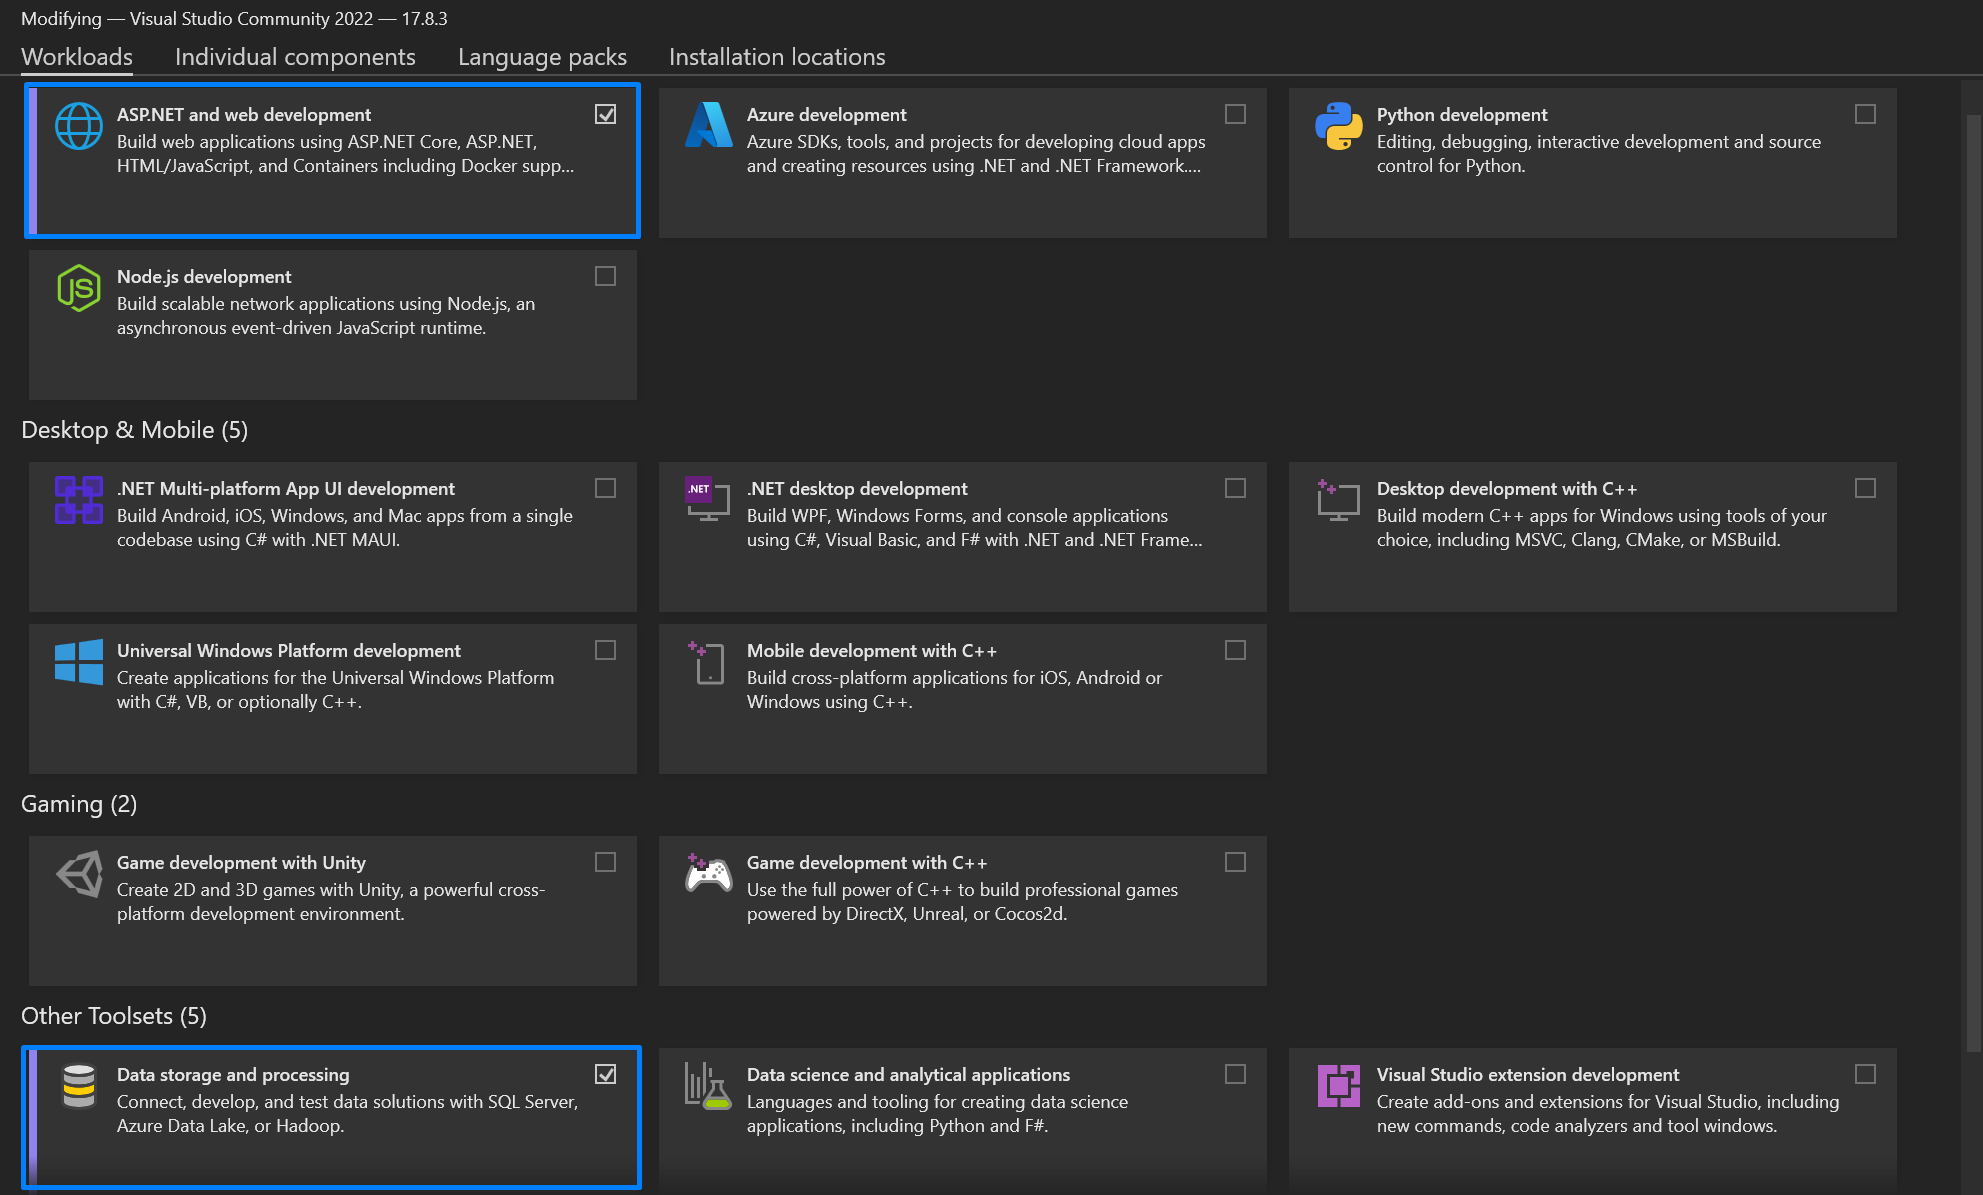 Modifying — Visual Studio Community 2022 — 17.8.3
Workloads Individual components Language packs Installation locations
ASP.NET and web development
Build web applications using ASP.NET Core, ASP.NET,
HTML/JavaScript, and Containers including Docker supp...
Azure development
Azure SDKs, tools, and projects for developing cloud apps
and creating resources using .NET and .NET Framework....
Python development
Editing, debugging, interactive development and source
control for Python.
JS
Node.js development
Build scalable network applications using Node.js, an
asynchronous event-driven JavaScript runtime.
Desktop & Mobile (5)
.NET Multi-platform App UI development
Build Android, iOS, Windows, and Mac apps from a single
codebase using C# with .NET MAUI.
.NET
.NET desktop development
Build WPF, Windows Forms, and console applications
using C#, Visual Basic, and F# with .NET and .NET Frame...
Desktop development with C++
Build modern C++ apps for Windows using tools of your
choice, including MSVC, Clang, CMake, or MSBuild.
Universal Windows Platform development
Create applications for the Universal Windows Platform
with C#, VB, or optionally C++.
Mobile development with C++
Build cross-platform applications for iOS, Android or
Windows using C++.
Gaming (2)
Game development with Unity
Create 2D and 3D games with Unity, a powerful cross-
platform development environment.
Game development with C++
Use the full power of C++ to build professional games
powered by DirectX, Unreal, or Cocos2d.
Other Toolsets (5)
Data storage and processing
Connect, develop, and test data solutions with SQL Server,
Azure Data Lake, or Hadoop.
Data science and analytical applications
Languages and tooling for creating data science
applications, including Python and F#.
Visual Studio extension development
Create add-ons and extensions for Visual Studio, including
new commands, code analyzers and tool windows.